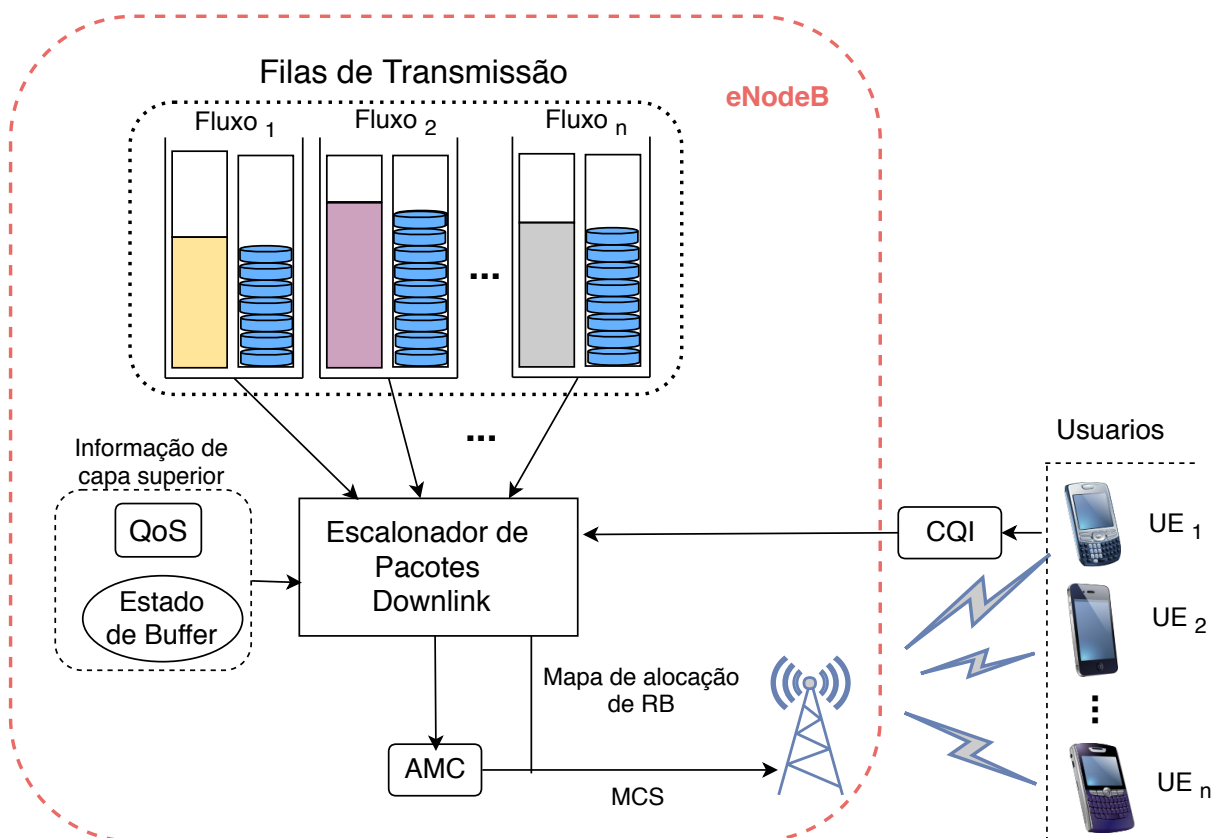 Filas de Transmissão
eNodeB
Fluxo 1
Fluxo 2
Fluxo n
...
...
Informação de
capa superior
QoS
Estado
de Buffer
Escalonador de
Pacotes
Downlink
CQI
Usuarios
UE 1
UE 2
UE n
Mapa de alocação
de RB
AMC
MCS